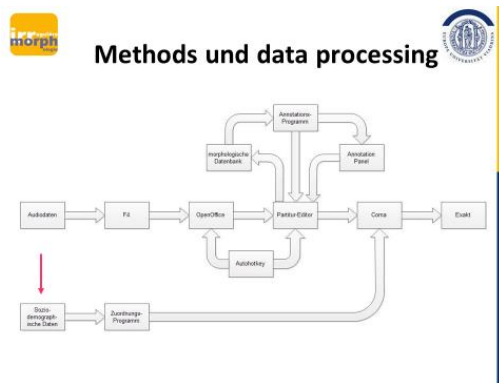 morph
Methods und data processing
Annotations-
Programm
morphologische
Datenbank
Annotation
Panel
Audiodaten
OpenOffice
Partitur-Editor
Coma
Exakt
Autohotkey
Sozio-
demograph-
ische Daten
Zuordnungs-
Programm